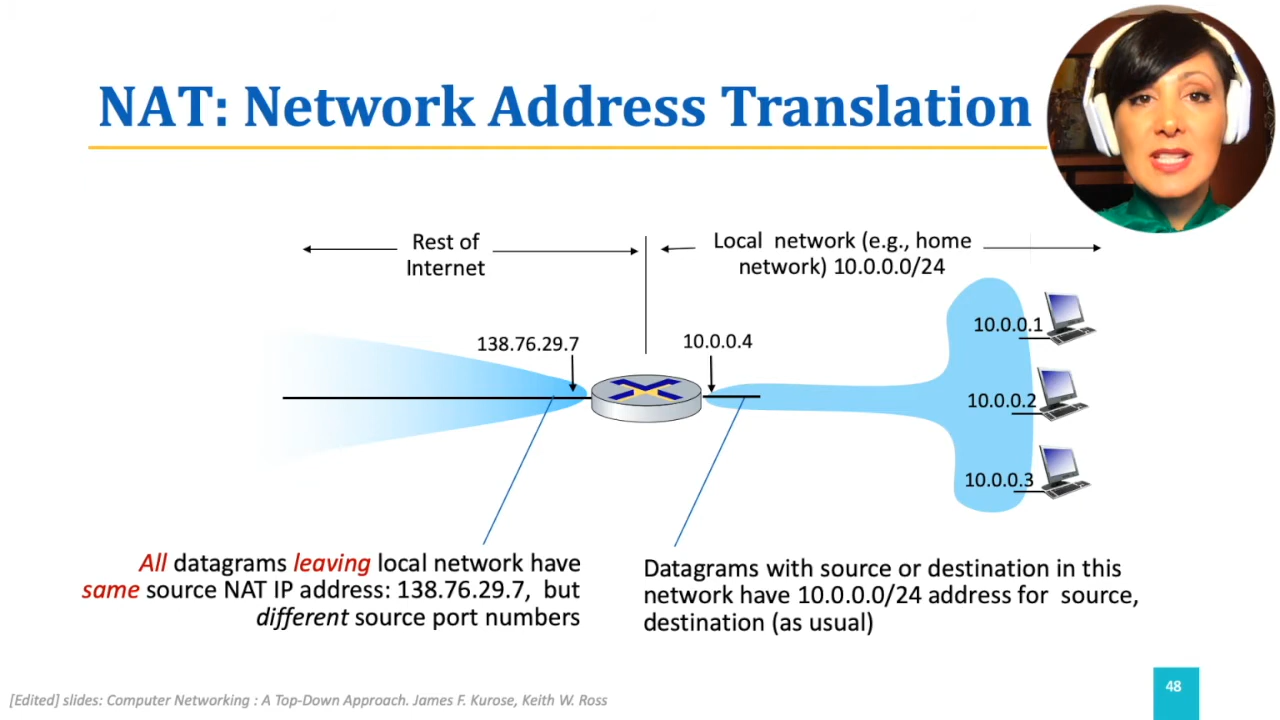 NAT: Network Address Translation
Rest of
Internet
Local network (e.g., home
network) 10.0.0.0/24
138.76.29.7
10.0.0.4
10.0.0.1
10.0.0.2
10.0.0.3
All datagrams leaving local network have
same source NAT IP address: 138.76.29.7, but
different source port numbers
Datagrams with source or destination in this
network have 10.0.0.0/24 address for source,
destination (as usual)
[Edited] slides: Computer Networking : A Top-Down Approach. James F. Kurose, Keith W. Ross
48